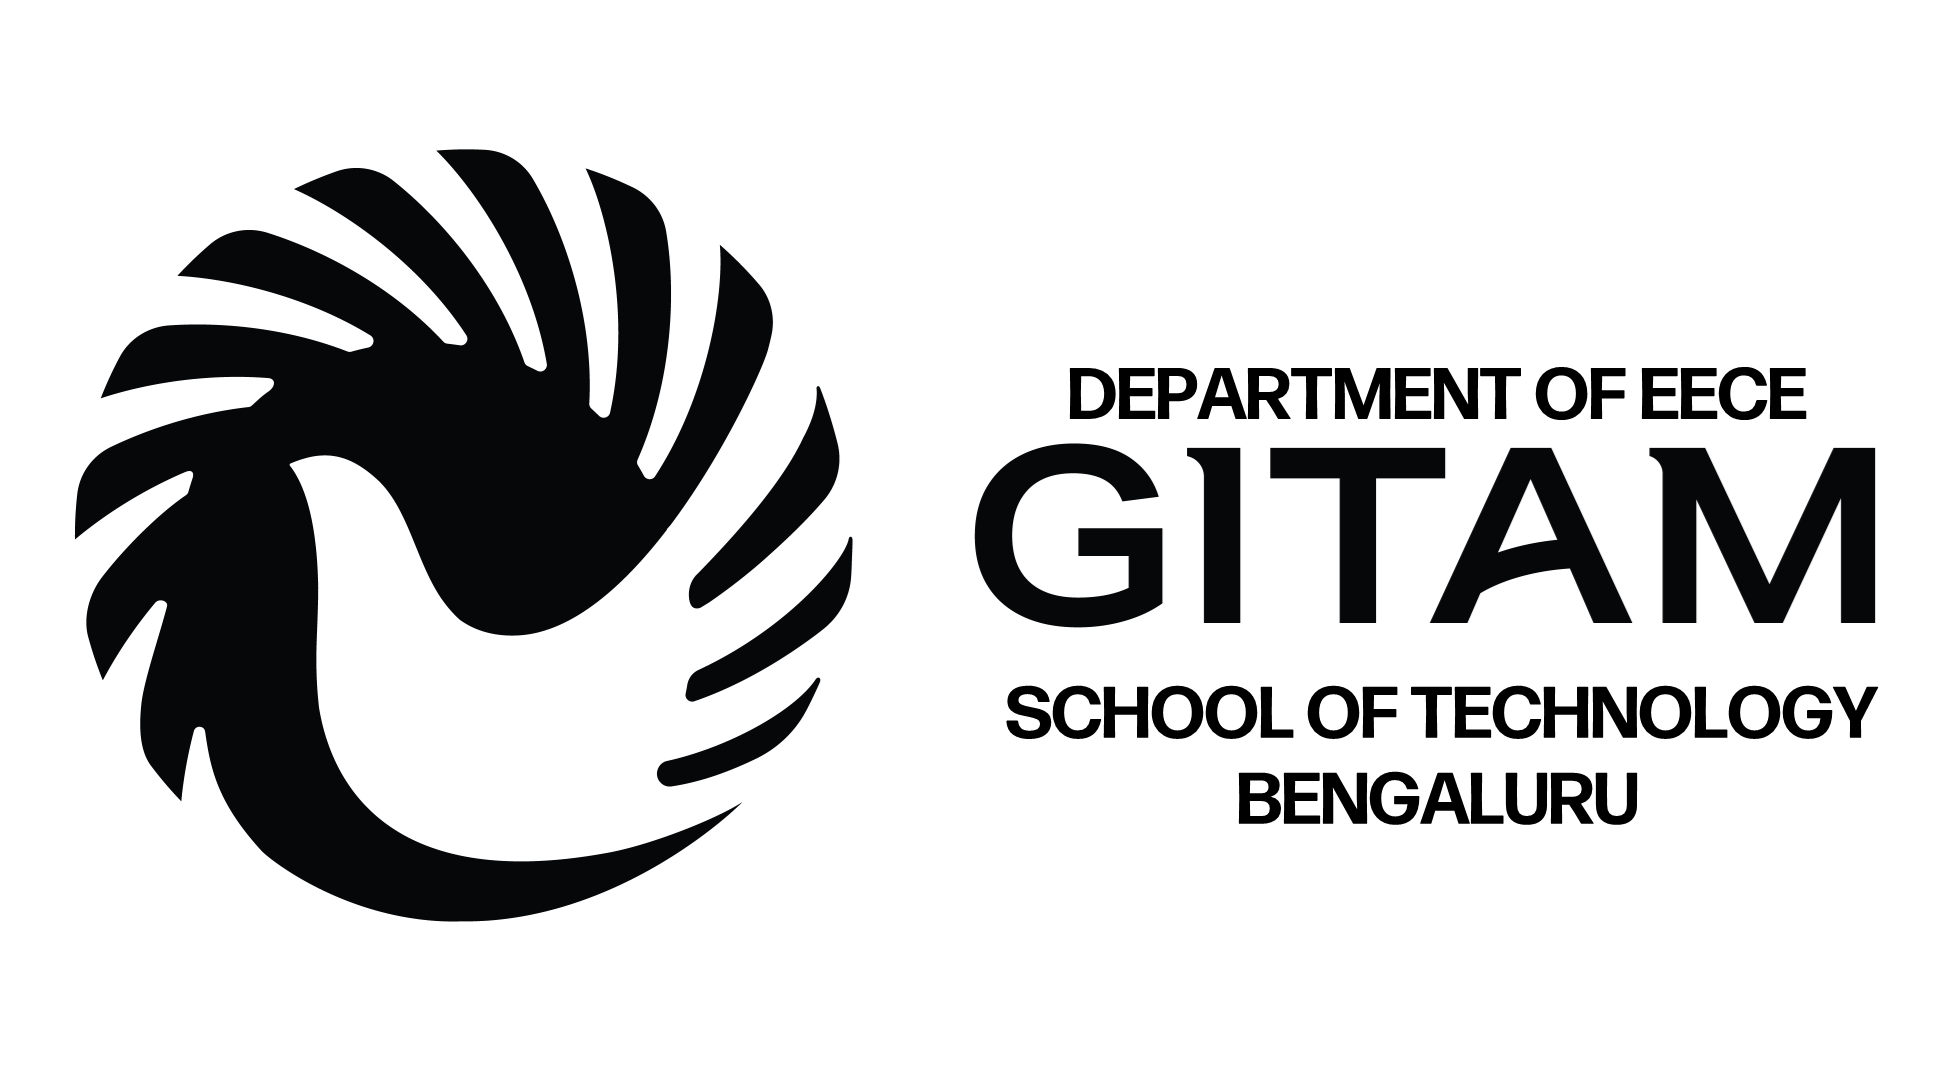 DEPARTMENT OF EECE
GITAM
SCHOOL OF TECHNOLOGY
BENGALURU